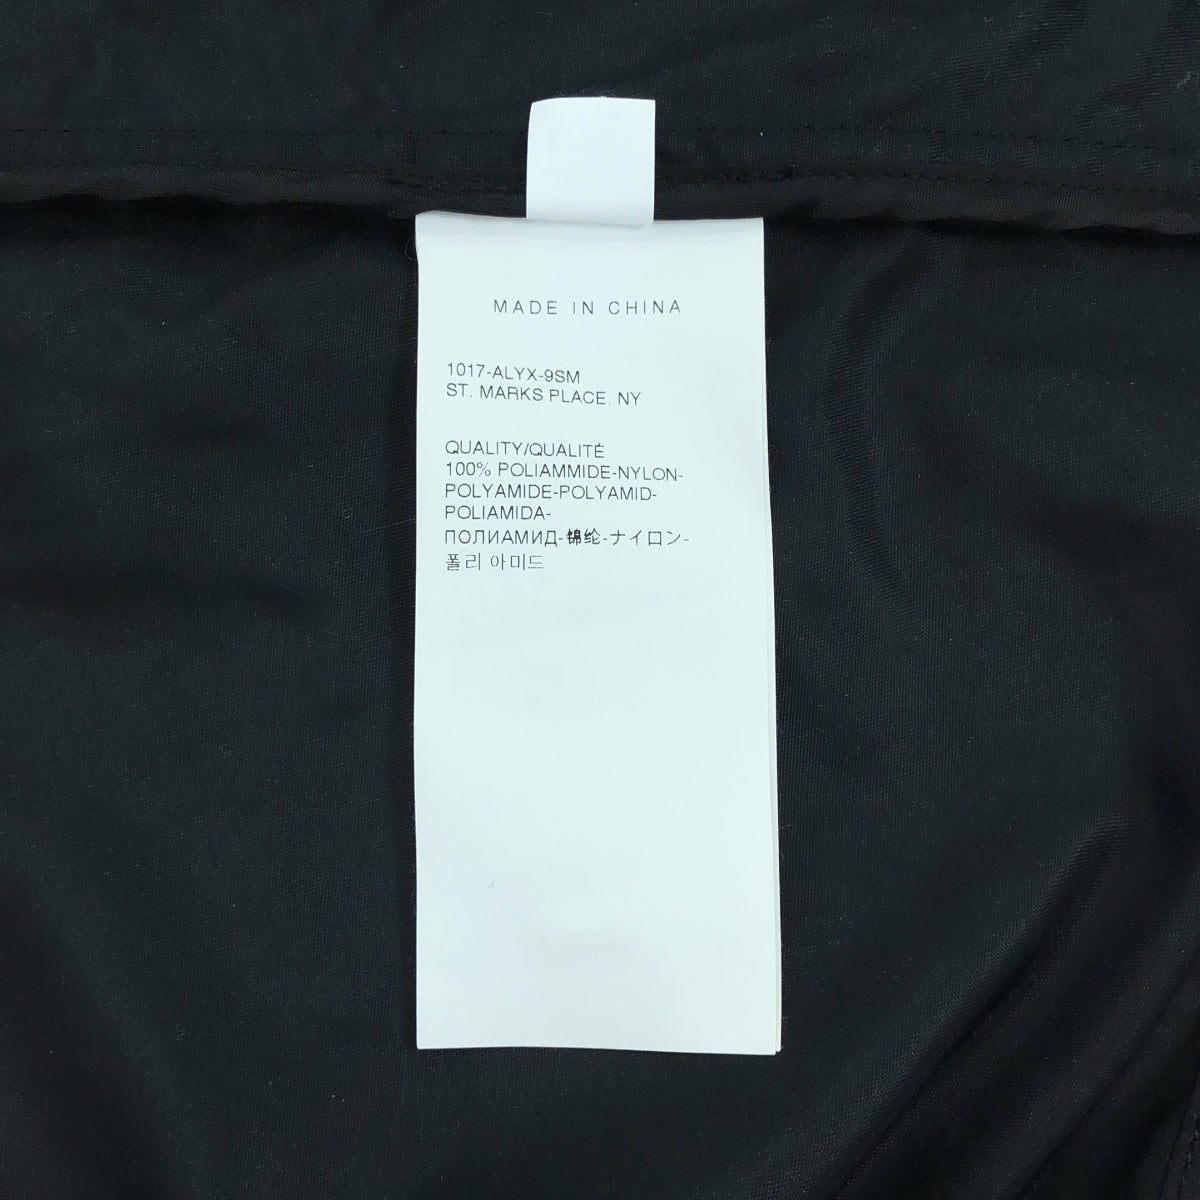 MADE IN CHINA
1017-ALYX-9SM
ST. MARKS PLACE, NY
QUALITY/QUALITÉ
100% POLIAMMIDE-NYLON-
POLYAMIDE-POLYAMID-
POLIAMIDA-
ПОЛИАМИД-锦纶-ナイロン-
폴리 아미드